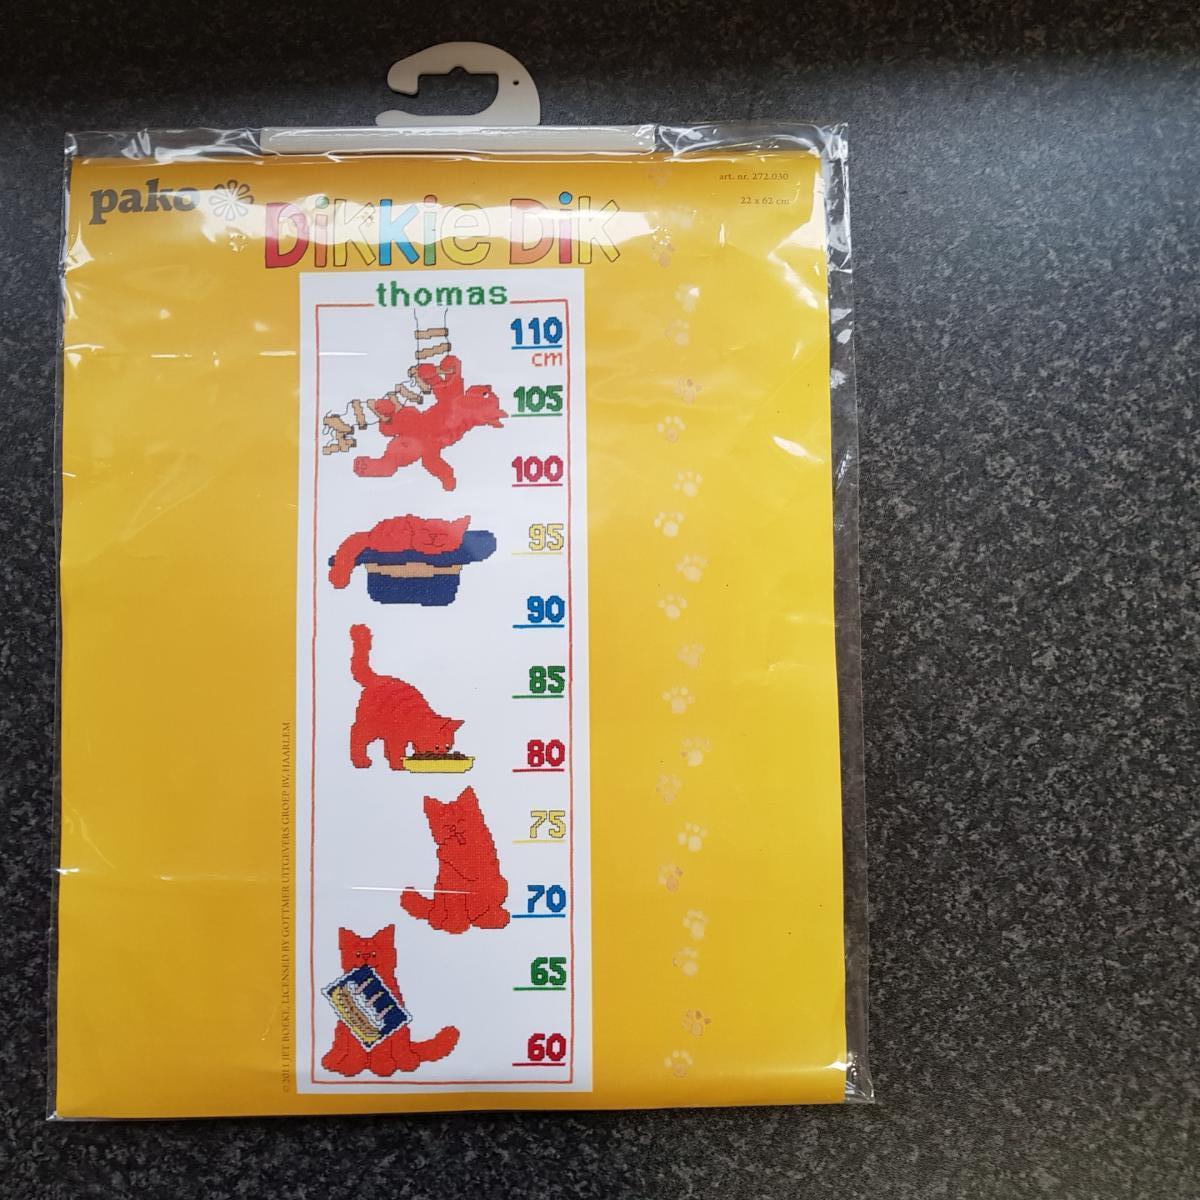 pako
art. nr. 272.030
22 x 62 cm
Dikkie Dik
thomas
110
cm
105
100
95
90
85
80
75
70
65
60
© 2011 JET BOEKE, LICENSED BY GOTTMER UITGEVERS GROEP BV, HAARLEM